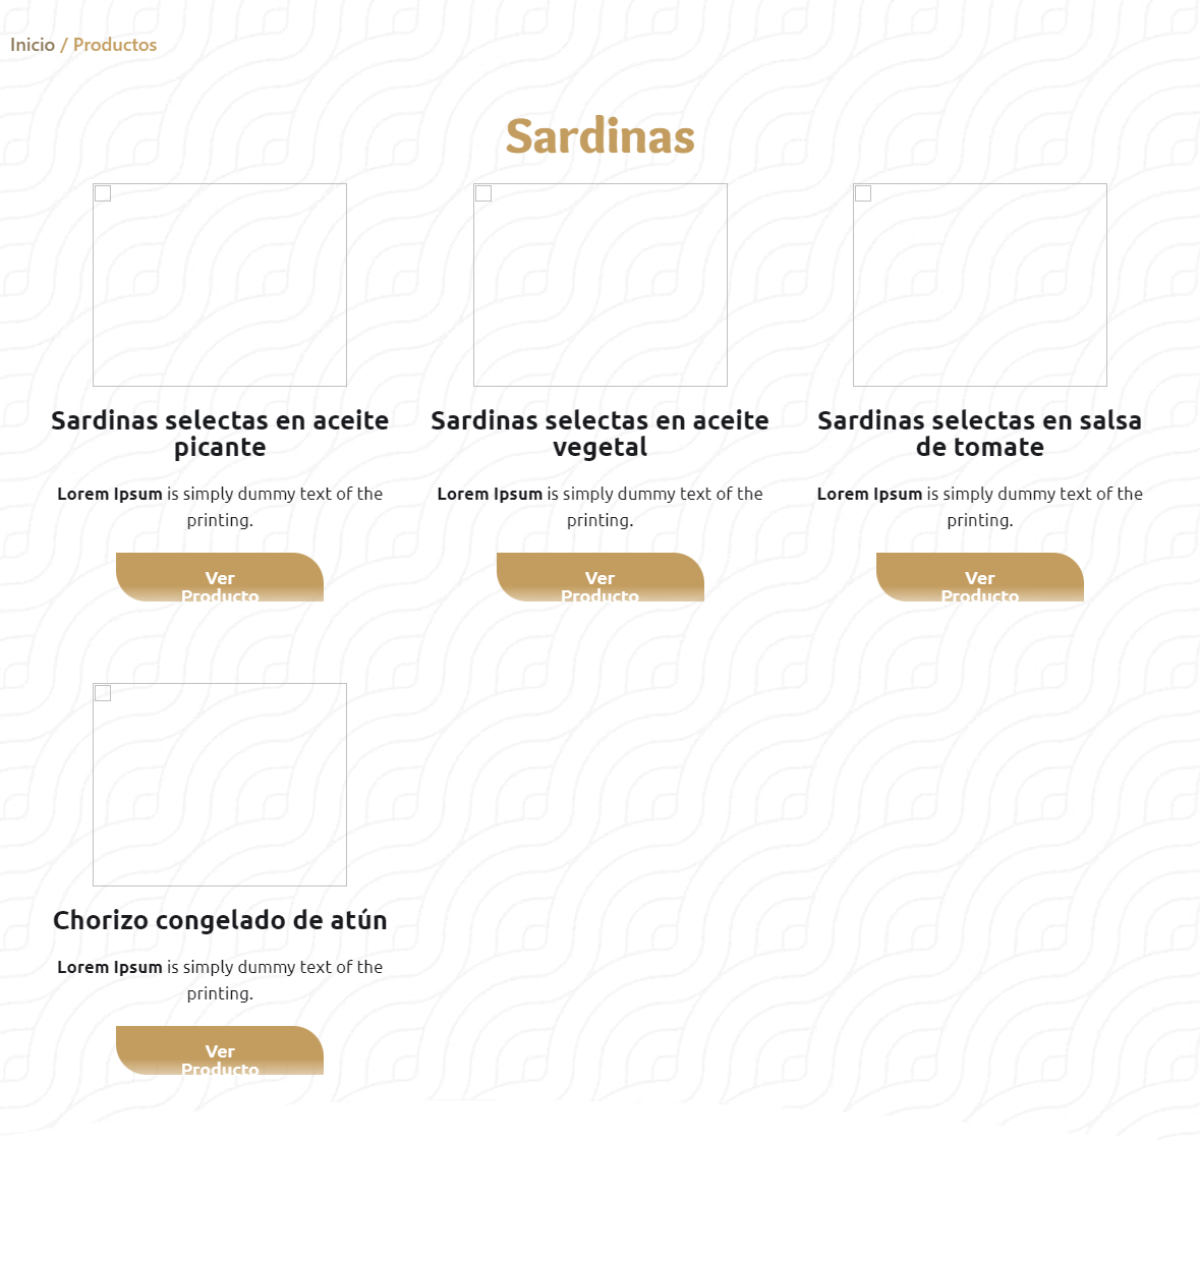 Inicio / Productos
Sardinas
Sardinas selectas en aceite
picante
Lorem Ipsum is simply dummy text of the
printing.
Ver
Producto
Sardinas selectas en aceite
vegetal
Lorem Ipsum is simply dummy text of the
printing.
Ver
Producto
Sardinas selectas en salsa
de tomate
Lorem Ipsum is simply dummy text of the
printing.
Ver
Producto
Chorizo congelado de atún
Lorem Ipsum is simply dummy text of the
printing.
Ver
Producto